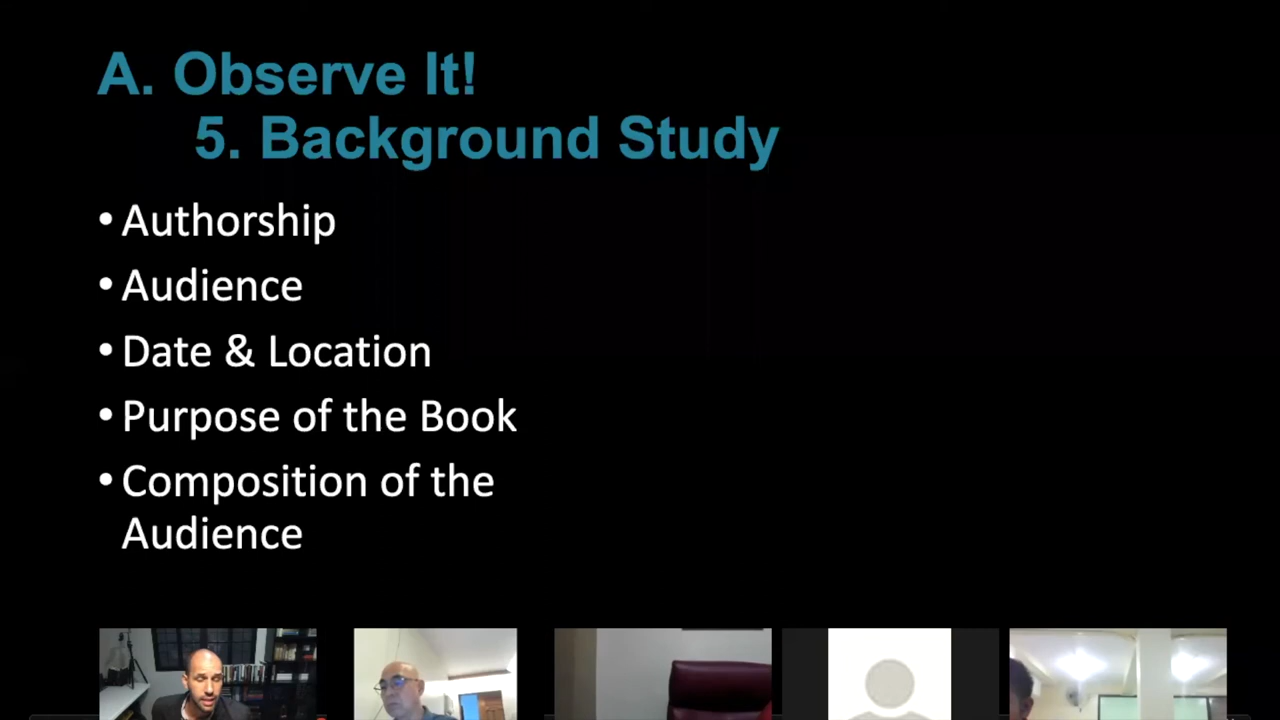 A. Observe It!
5. Background Study
• Authorship
• Audience
• Date & Location
• Purpose of the Book
• Composition of the
Audience